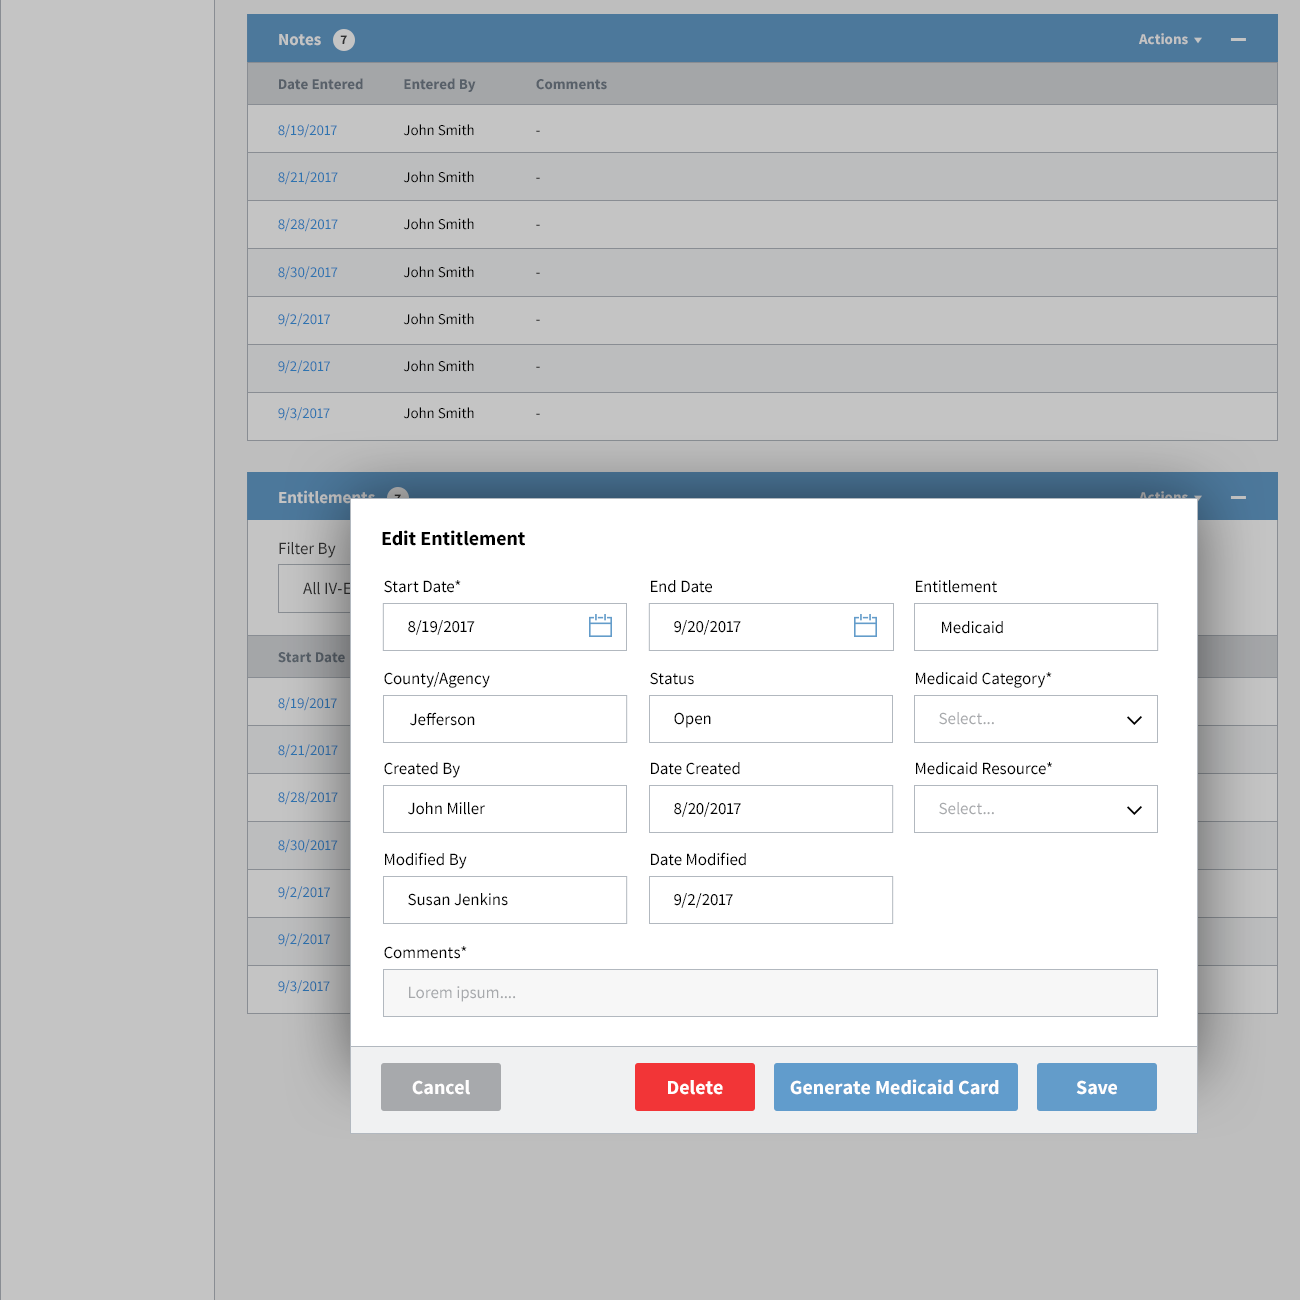 Notes 7 Actions
Date Entered Entered By Comments
8/19/2017 John Smith -
8/21/2017 John Smith -
8/28/2017 John Smith -
8/30/2017 John Smith -
9/2/2017 John Smith -
9/2/2017 John Smith -
9/3/2017 John Smith -
Entitlements 7 Actions
Filter By
All IV-E
Start Date
8/19/2017
8/21/2017
8/28/2017
8/30/2017
9/2/2017
9/2/2017
9/3/2017
Edit Entitlement
Start Date* End Date Entitlement
8/19/2017 9/20/2017 Medicaid
County/Agency Status Medicaid Category*
Jefferson Open Select...
Created By Date Created Medicaid Resource*
John Miller 8/20/2017 Select...
Modified By Date Modified
Susan Jenkins 9/2/2017
Comments*
Lorem ipsum....
Cancel Delete Generate Medicaid Card Save